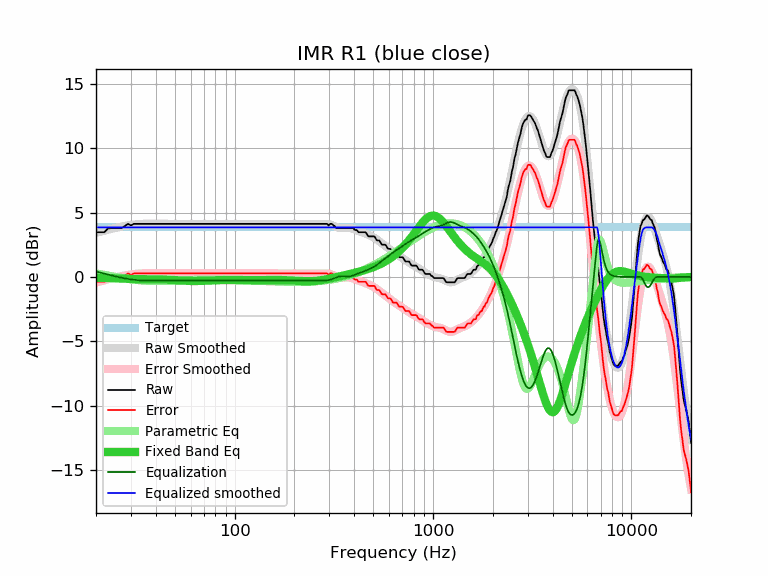 IMR R1 (blue close)
15
10
5
0
−5
−10
−15
Amplitude (dBr)
Target
Raw Smoothed
Error Smoothed
Raw
Error
Parametric Eq
Fixed Band Eq
Equalization
Equalized smoothed
100
1000
10000
Frequency (Hz)